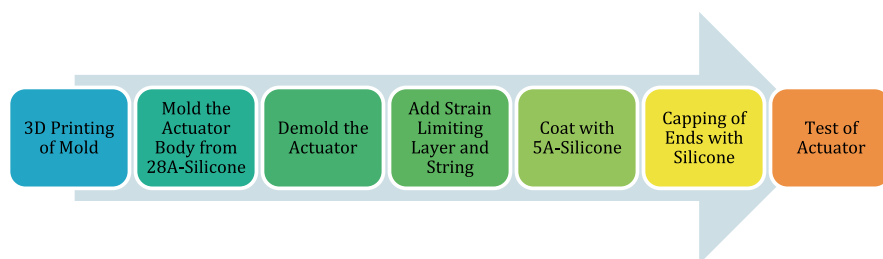 3D Printing
of Mold
Mold the
Actuator
Body from
28A-Silicone
Demold the
Actuator
Add Strain
Limiting
Layer and
String
Coat with
5A-Silicone
Capping of
Ends with
Silicone
Test of
Actuator